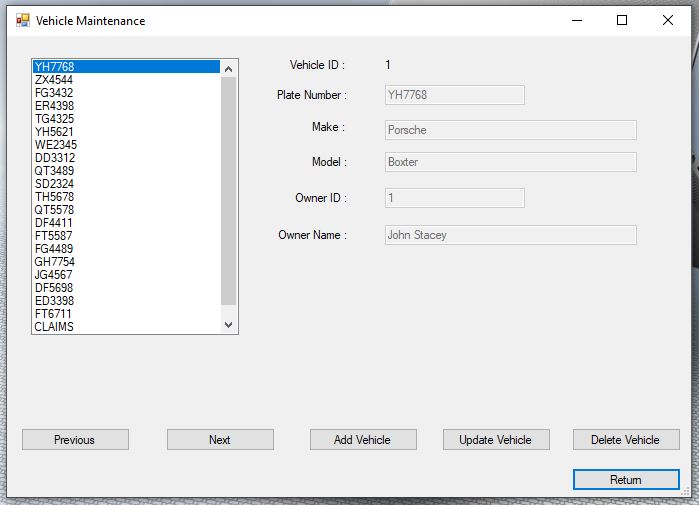 Vehicle Maintenance
YH7768
ZX4544
FG3432
ER4398
TG4325
YH5621
WE2345
DD3312
QT3489
SD2324
TH5678
QT5578
DF4411
FT5587
FG4489
GH7754
JG4567
DF5698
ED3398
FT6711
CLAIMS
Vehicle ID : 1
Plate Number : YH7768
Make : Porsche
Model : Boxter
Owner ID : 1
Owner Name : John Stacey
Previous Next Add Vehicle Update Vehicle Delete Vehicle
Return